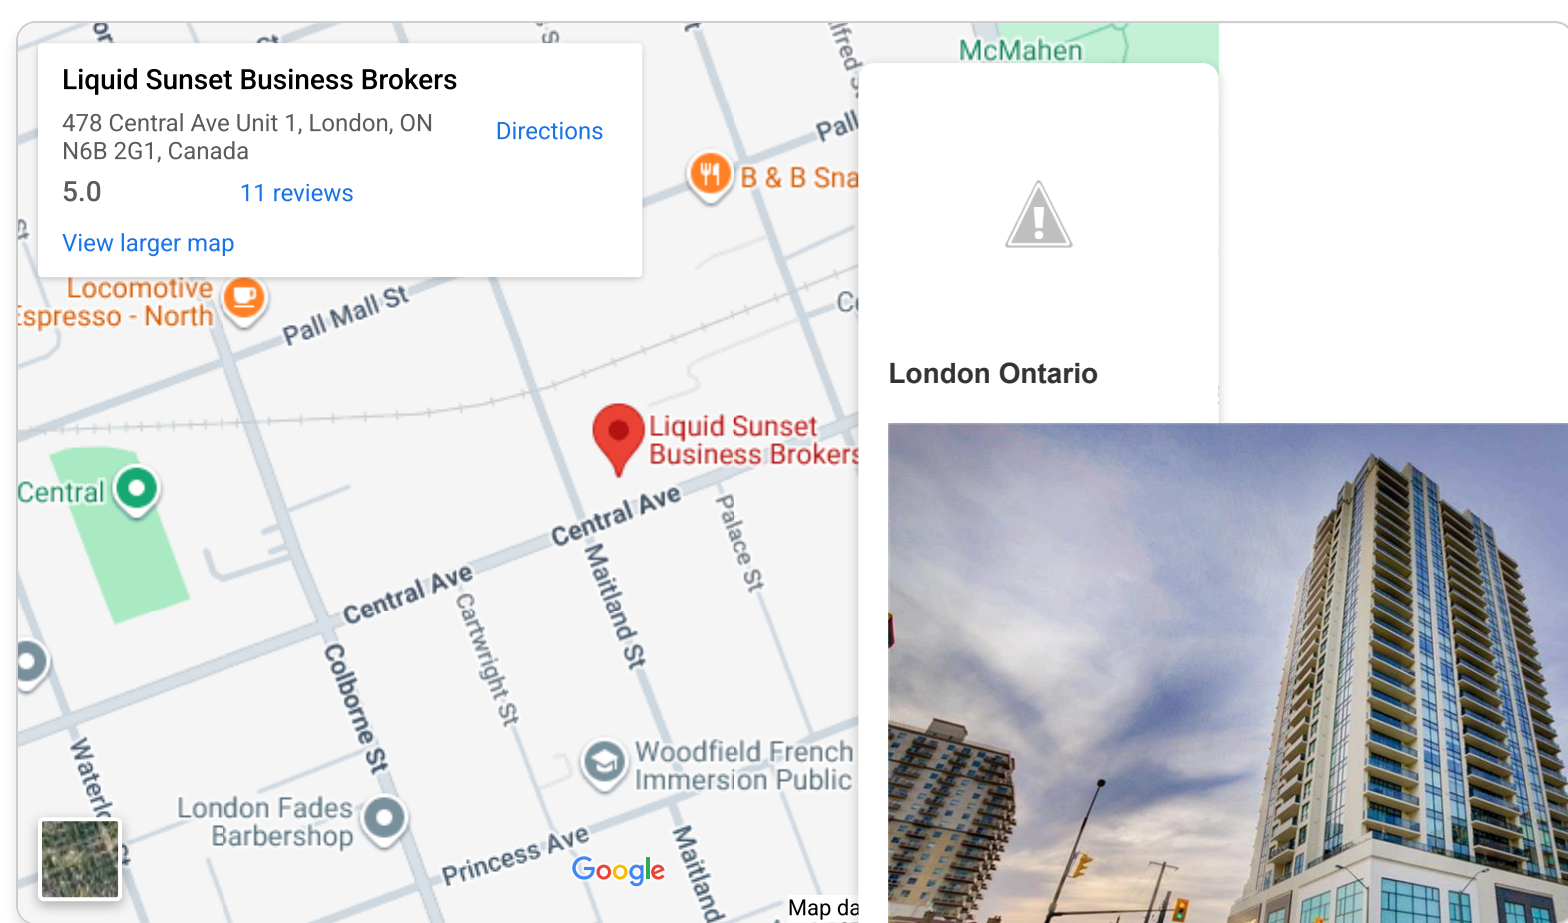 Liquid Sunset Business Brokers
478 Central Ave Unit 1, London, ON
N6B 2G1, Canada
Directions
5.0
11 reviews
View larger map
McMahen
Pall
B & B Sna
Locomotive
Espresso - North
Pall Mall St
London Ontario
Liquid Sunset
Business Brokers
Central
Central Ave
Palace St
Maitland St
Central Ave
Cartwright St
Colborne St
Waterlo
Woodfield French
Immersion Public
London Fades
Barbershop
Princess Ave
Maitland
Google
Map da